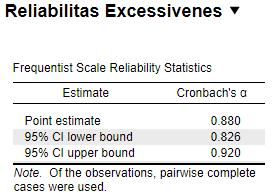 Reliabilitas Excessivenes ▼
Frequentist Scale Reliability Statistics
Estimate Cronbach's α
Point estimate 0.880
95% CI lower bound 0.826
95% CI upper bound 0.920
Note. Of the observations, pairwise complete
cases were used.